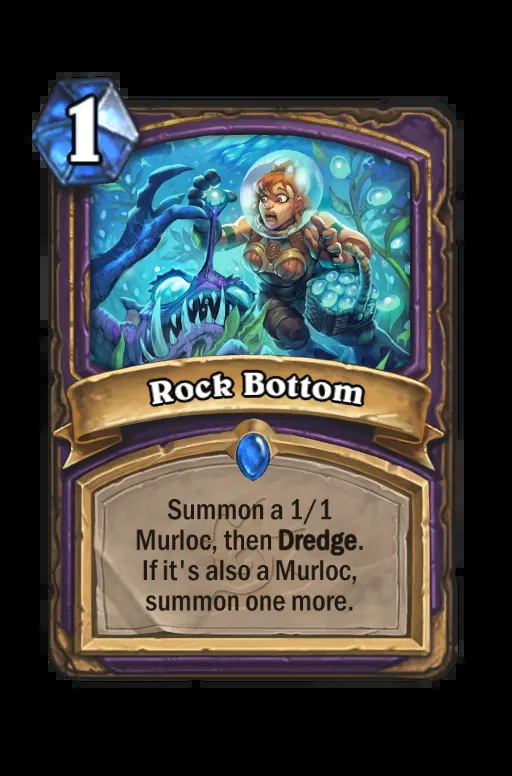 1
Rock Bottom
Summon a 1/1
Murloc, then Dredge.
If it's also a Murloc,
summon one more.